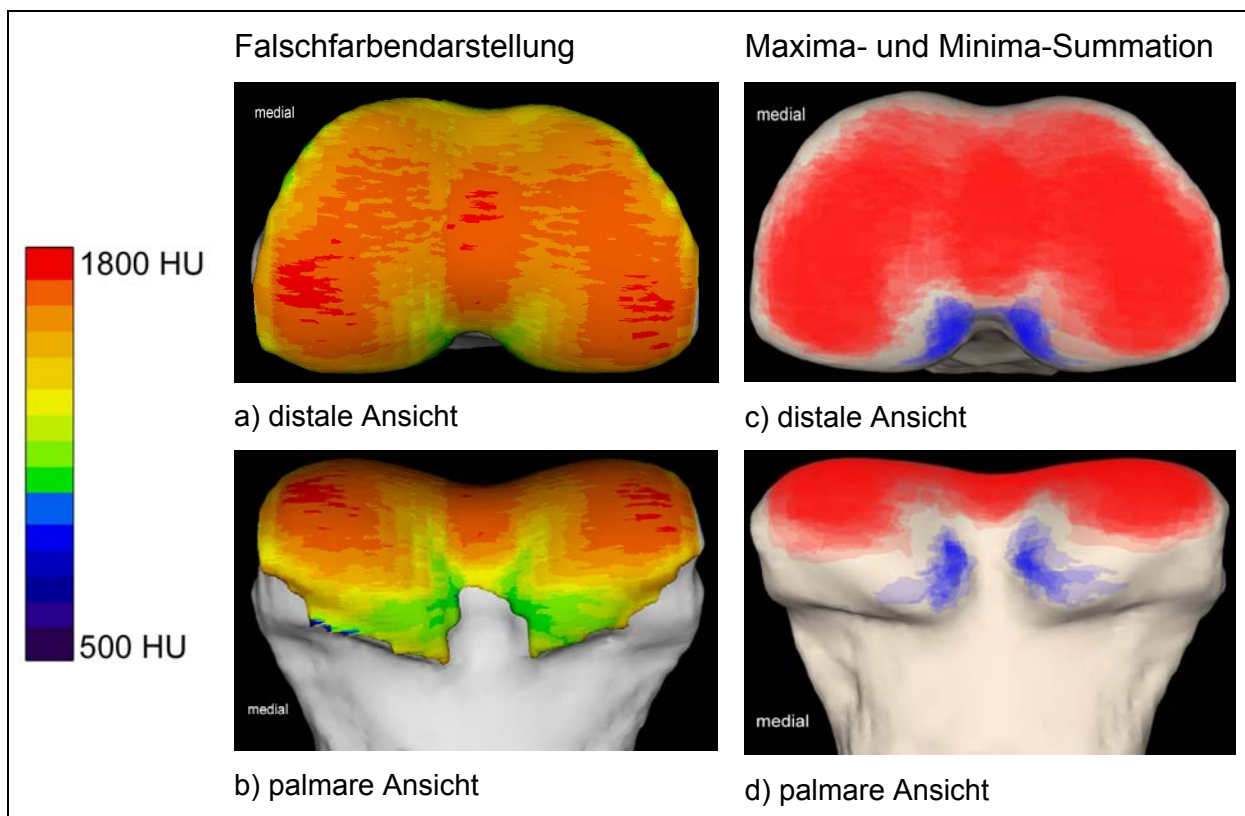 Falschfarbendarstellung
Maxima- und Minima-Summation
1800 HU
500 HU
medial
a) distale Ansicht
medial
c) distale Ansicht
medial
b) palmare Ansicht
medial
d) palmare Ansicht